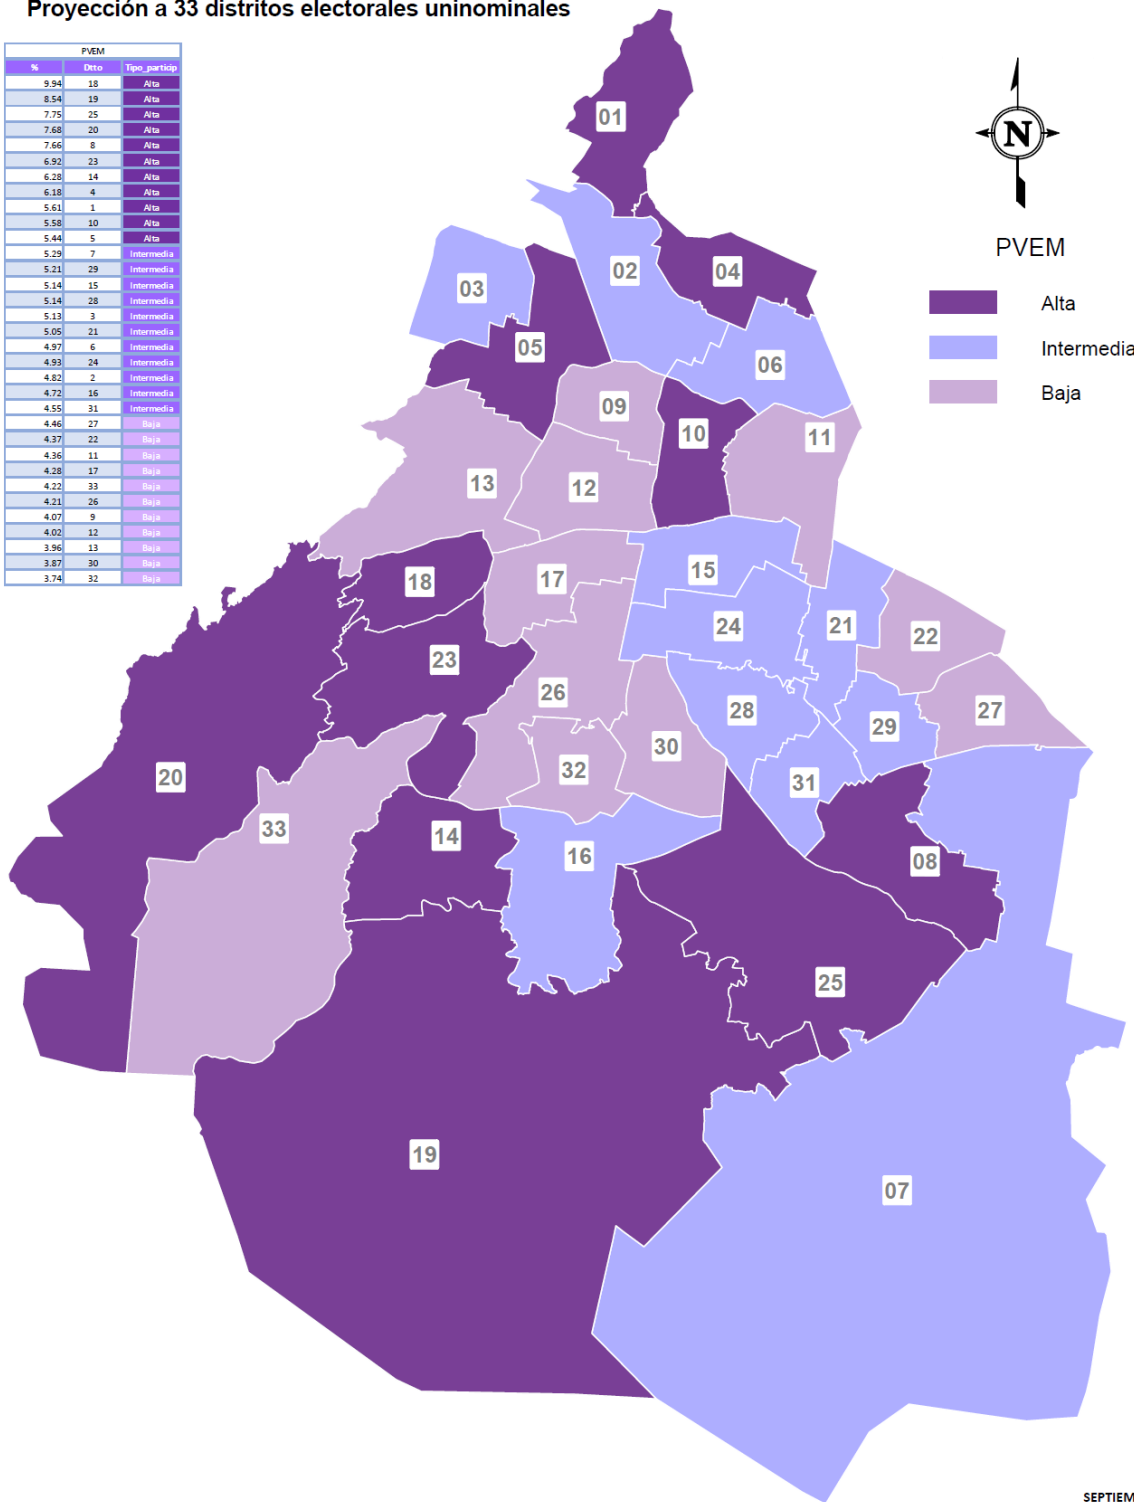 Proyección a 33 distritos electorales uninominales
PVEM
% Dtto Tipo_particip
9.94 18 Alta
8.54 19 Alta
7.75 25 Alta
7.68 20 Alta
7.66 8 Alta
6.92 23 Alta
6.28 14 Alta
6.18 4 Alta
5.61 1 Alta
5.58 10 Alta
5.44 5 Alta
5.29 7 Intermedia
5.21 29 Intermedia
5.14 15 Intermedia
5.14 28 Intermedia
5.13 3 Intermedia
5.05 21 Intermedia
4.97 6 Intermedia
4.93 24 Intermedia
4.82 2 Intermedia
4.72 16 Intermedia
4.55 31 Intermedia
4.46 27 Baja
4.37 22 Baja
4.36 11 Baja
4.28 17 Baja
4.22 33 Baja
4.21 26 Baja
4.07 9 Baja
4.02 12 Baja
3.96 13 Baja
3.87 30 Baja
3.74 32 Baja
N
PVEM
Alta
Intermedia
Baja
01
02
04
03
05
06
09
10
11
13
12
18
17
15
24
21
22
23
26
28
29
27
30
32
31
20
33
14
16
08
25
19
07
SEPTIEM